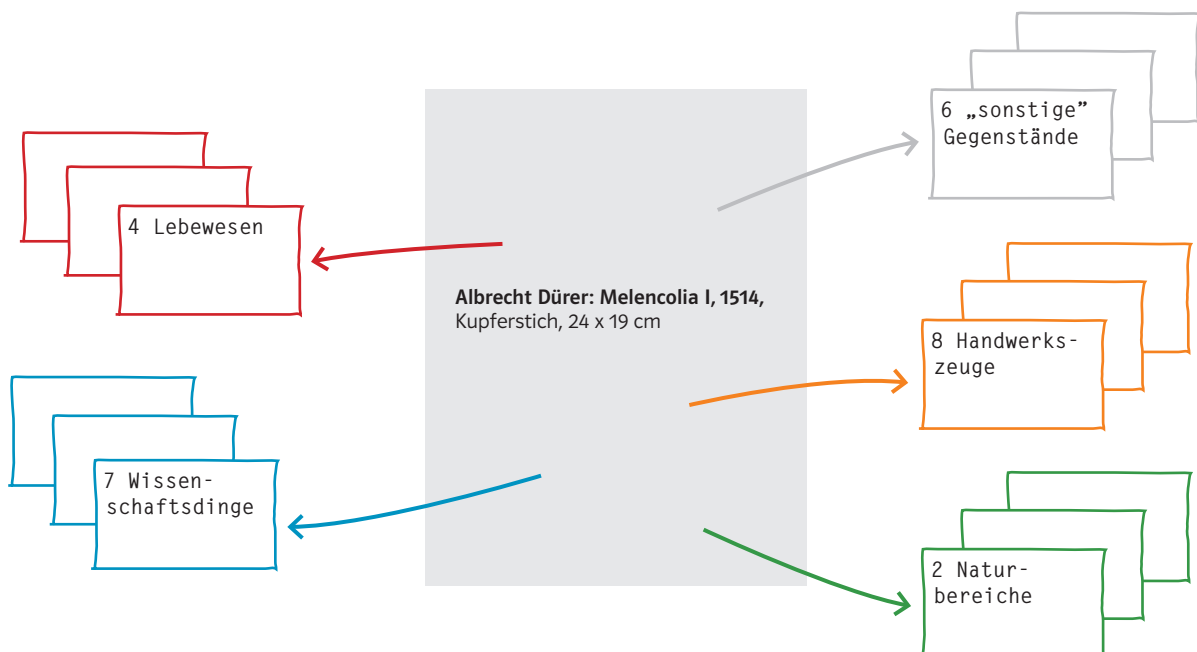 6 „sonstige”
Gegenstände
4 Lebewesen
Albrecht Dürer: Melencolia I, 1514,
Kupferstich, 24 x 19 cm
8 Handwerks-
zeuge
7 Wissen-
schaftsdinge
2 Natur-
bereiche